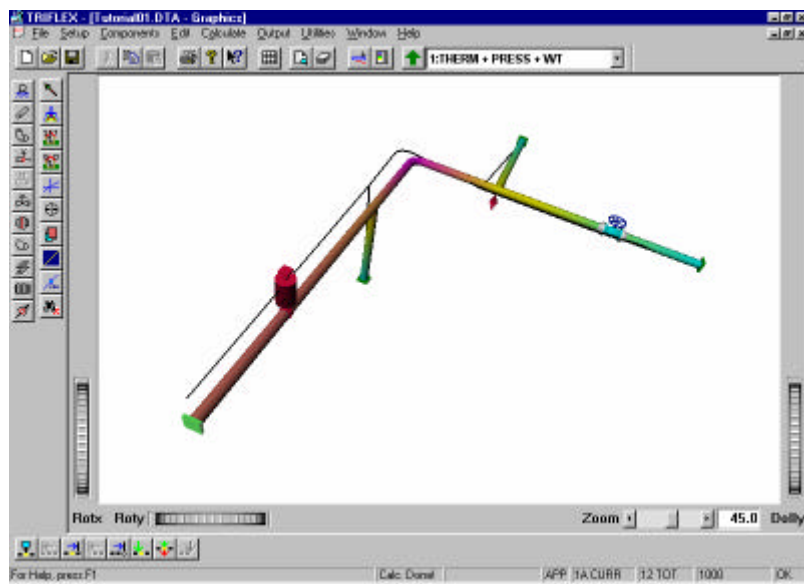 TRIFLEX - [Tutorial01.DTA - Graphics]
File Setup Components Edit Calculate Output Utilities Window Help
1:THERM + PRESS + WT
Rotx Roty Zoom 45.0 Dolly
For Help, press F1 Calc. Done! APR 1A CURR 12 TOT 1000 OK